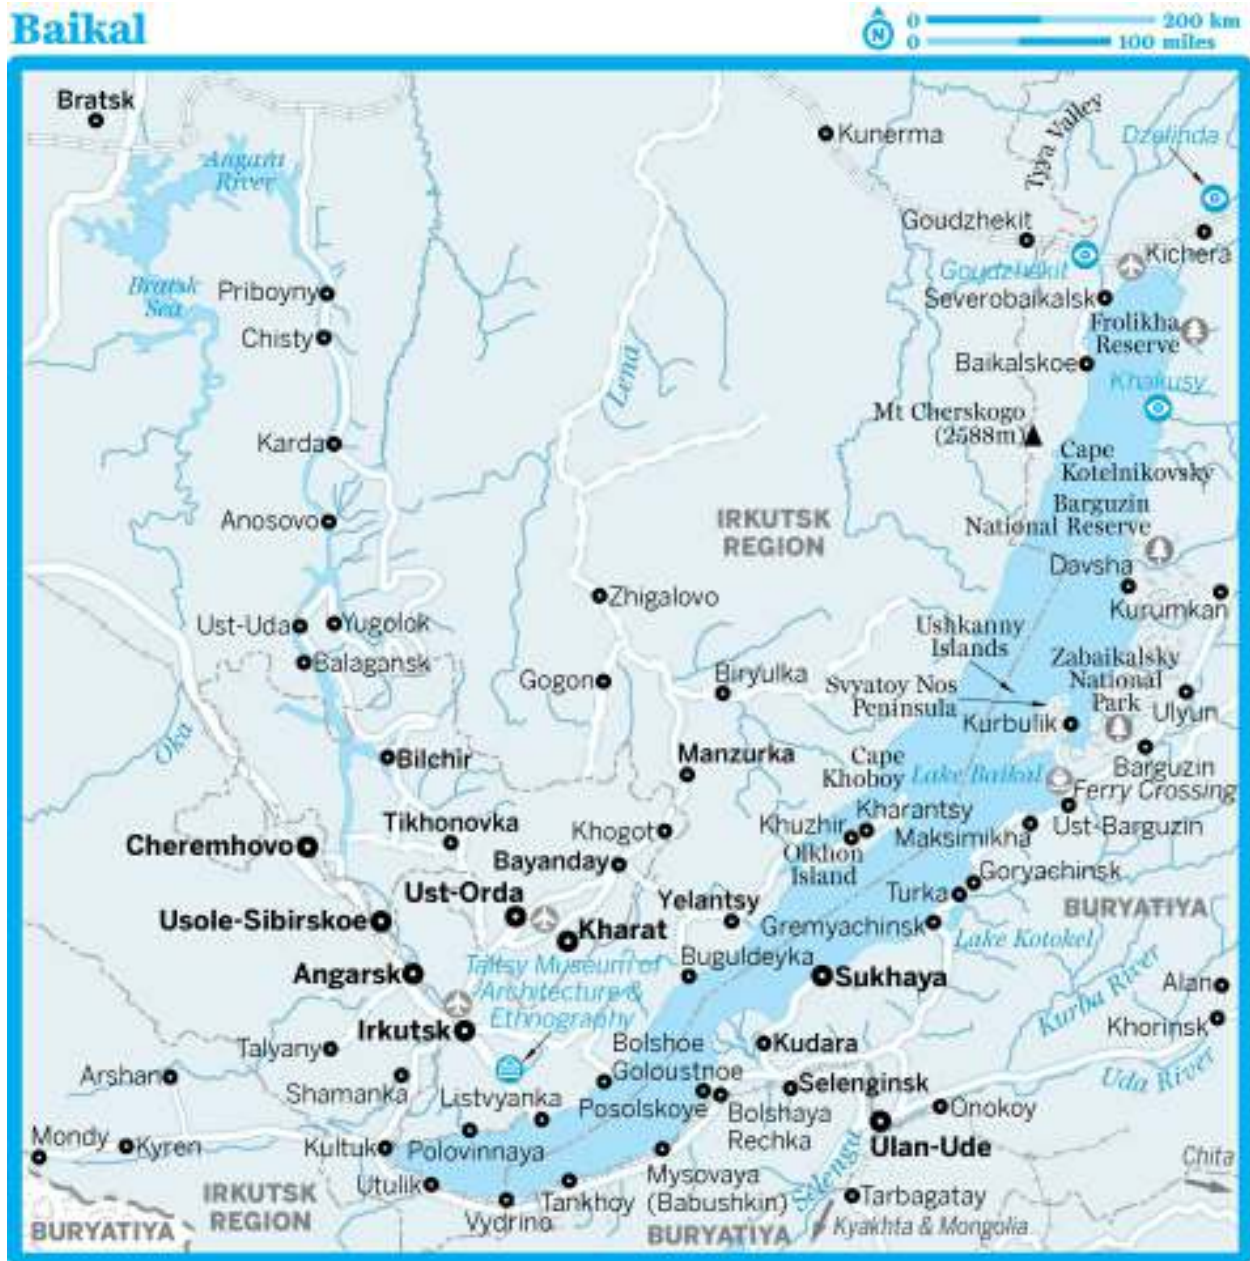 Baikal
0 200 km
N
0 100 miles
Bratsk
Angara
River
Kunerma
Tyya Valley
Dzelinda
Goudzhekit
Kichera
Goudzhekit
Bratsk
Sea
Priboyny
Severobaikalsk
Chisty
Frolikha
Reserve
Lena
Baikalskoe
Khakusy
Mt Cherskogo
(2588m)
Karda
Cape
Kotelnikovsky
Anosovo
IRKUTSK
REGION
Barguzin
National Reserve
Davsha
Zhigalovo
Kurumkan
Ust-Uda
Yugolok
Ushkanny
Islands
Balagansk
Gogon
Biryulka
Zabaikalsky
National
Park
Svyatoy Nos
Peninsula
Kurbulik
Ulyun
Oka
Bilchir
Manzurka
Cape
Khoboy
Lake Baikal
Barguzin
Ferry Crossing
Tikhonovka
Khogot
Khuzhir
Kharantsy
Maksimikha
Ust-Barguzin
Cheremhovo
Bayanday
Olkhon
Island
Goryachinsk
Ust-Orda
Yelantsy
Turka
BURYATIYA
Usole-Sibirskoe
Kharat
Gremyachinsk
Lake Kotokel
Angarsk
Taltsy Museum of
Architecture &
Ethnography
Buguldeyka
Sukhaya
Kurba River
Alan
Irkutsk
Khorinsk
Talyany
Bolshoe
Goloustnoe
Kudara
Arshan
Shamanka
Listvyanka
Posolskoye
Selenginsk
Uda River
Bolshaya
Rechka
Onokoy
Mondy
Kyren
Kultuk
Polovinnaya
Ulan-Ude
Mysovaya
(Babushkin)
Selenga
Chita
IRKUTSK
REGION
Utulik
Tankhoy
Tarbagatay
Vydrino
BURYATIYA
BURYATIYA
Kyakhta & Mongolia